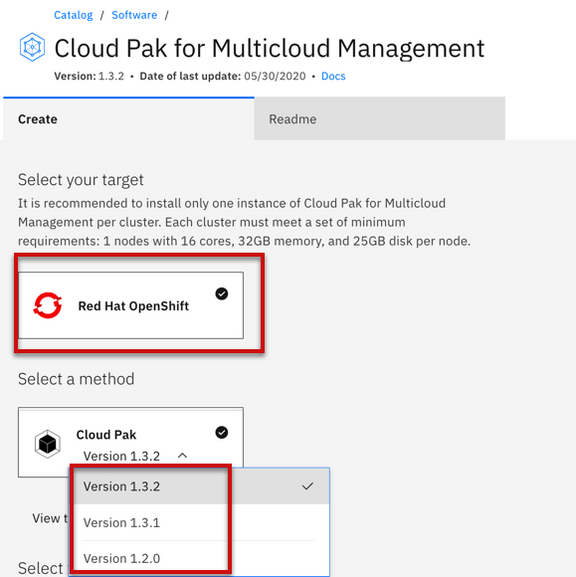 Catalog / Software /
Cloud Pak for Multicloud Management
Version: 1.3.2 • Date of last update: 05/30/2020 • Docs
Create
Readme
Select your target
It is recommended to install only one instance of Cloud Pak for Multicloud
Management per cluster. Each cluster must meet a set of minimum
requirements: 1 nodes with 16 cores, 32GB memory, and 25GB disk per node.
Red Hat OpenShift
Select a method
Cloud Pak
Version 1.3.2
Version 1.3.2
Version 1.3.1
View t
Version 1.2.0
Select